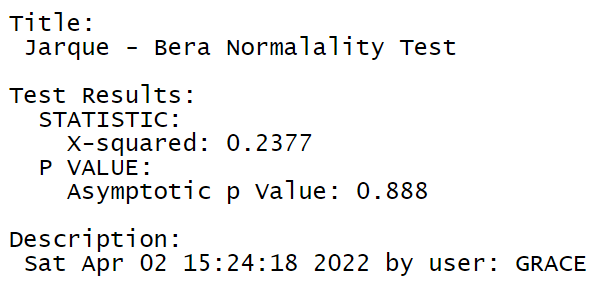 Title:
Jarque - Bera Normalality Test
Test Results:
STATISTIC:
X-squared: 0.2377
P VALUE:
Asymptotic p Value: 0.888
Description:
Sat Apr 02 15:24:18 2022 by user: GRACE